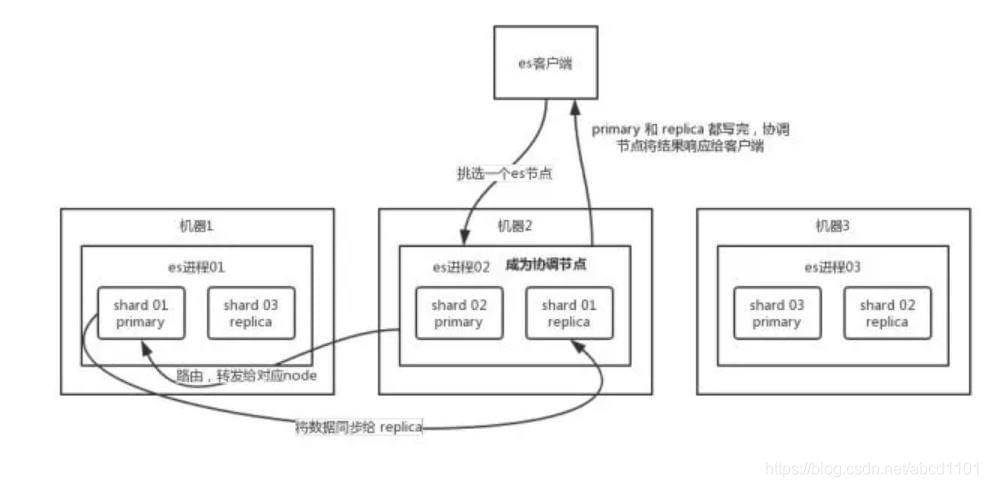 es客户端
primary 和 replica 都写完，协调
节点将结果响应给客户端
挑选一个es节点
机器1
机器2
机器3
es进程01
es进程02
成为协调节点
es进程03
shard 01
primary
shard 03
replica
shard 02
primary
shard 01
replica
shard 03
primary
shard 02
replica
路由，转发给对应node
将数据同步给 replica
https://blog.csdn.net/abcd1101